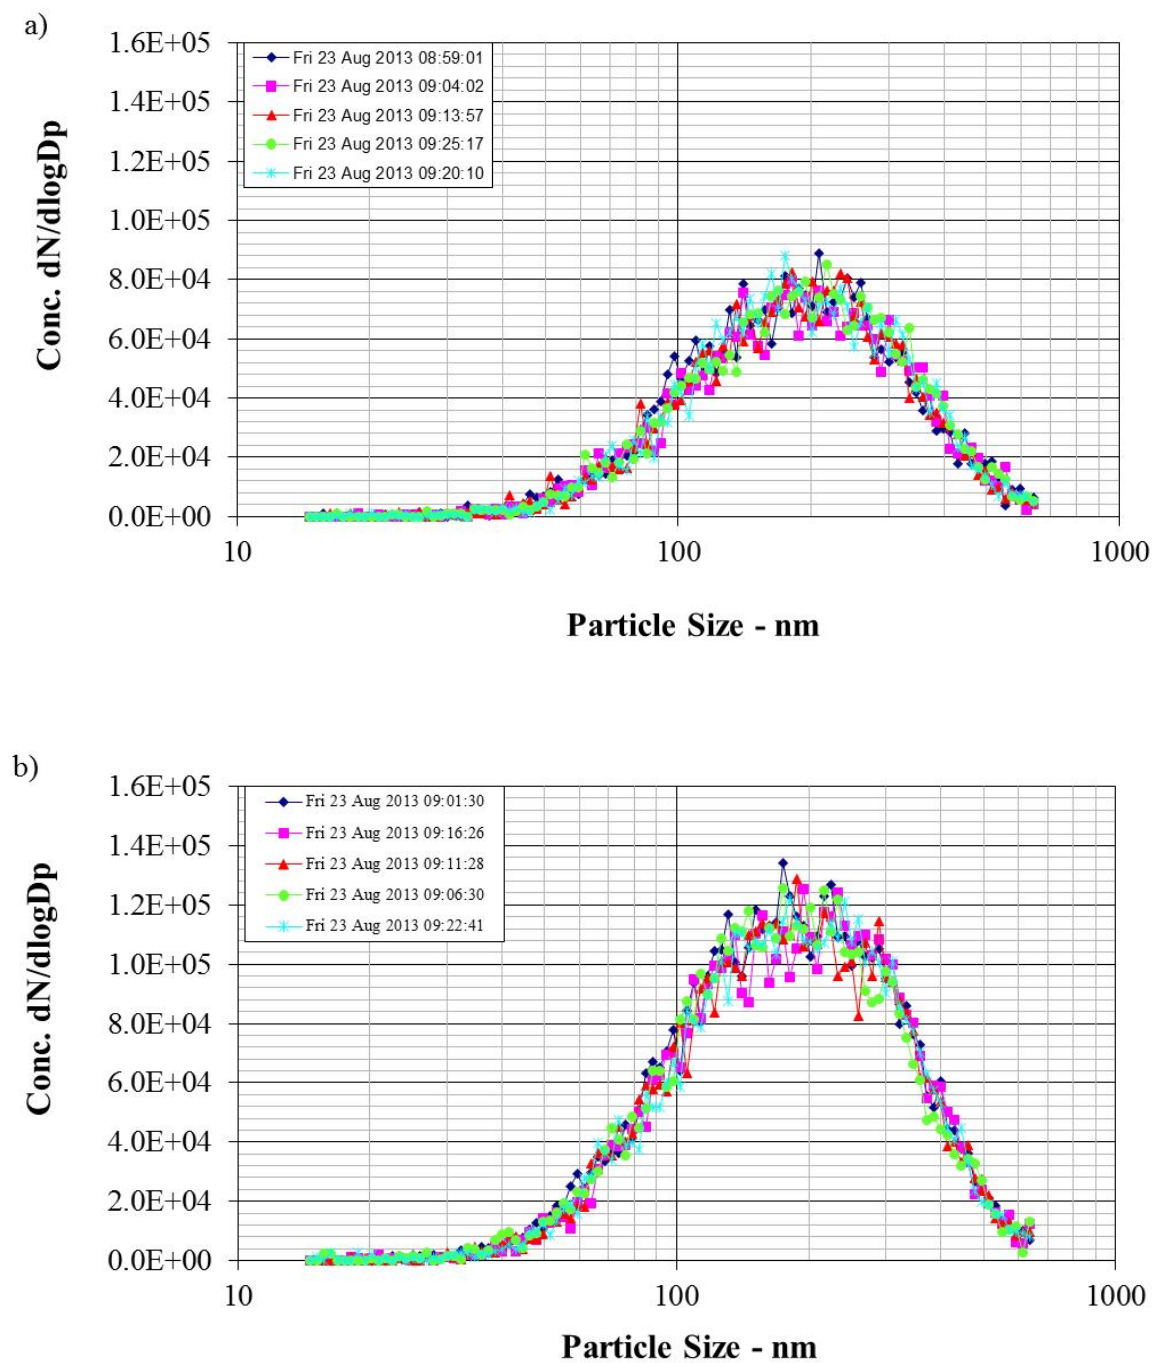 a)
1.6E+05
1.4E+05
1.2E+05
1.0E+05
8.0E+04
6.0E+04
4.0E+04
2.0E+04
0.0E+00
Conc. dN/dlogDp
Fri 23 Aug 2013 08:59:01
Fri 23 Aug 2013 09:04:02
Fri 23 Aug 2013 09:13:57
Fri 23 Aug 2013 09:25:17
Fri 23 Aug 2013 09:20:10
10 100 1000
Particle Size - nm
b)
1.6E+05
1.4E+05
1.2E+05
1.0E+05
8.0E+04
6.0E+04
4.0E+04
2.0E+04
0.0E+00
Conc. dN/dlogDp
Fri 23 Aug 2013 09:01:30
Fri 23 Aug 2013 09:16:26
Fri 23 Aug 2013 09:11:28
Fri 23 Aug 2013 09:06:30
Fri 23 Aug 2013 09:22:41
10 100 1000
Particle Size - nm